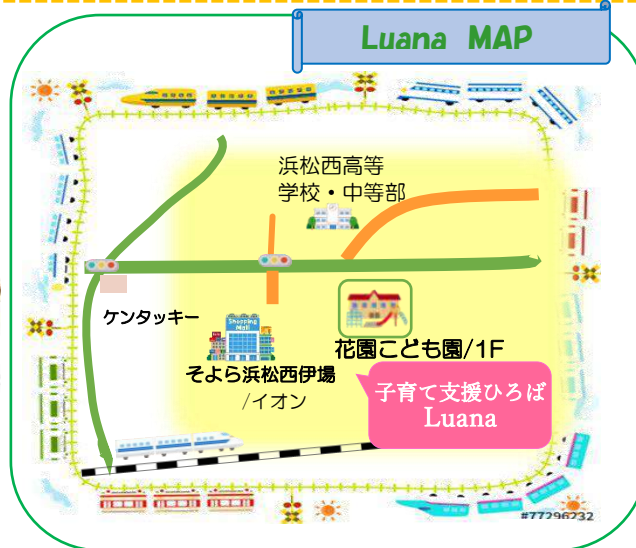 Luana MAP
浜松西高等
学校・中等部
ケンタッキー
Shopping
Mall
花園こども園/1F
そよら浜松西伊場
/イオン
子育て支援ひろば
Luana
#77296232